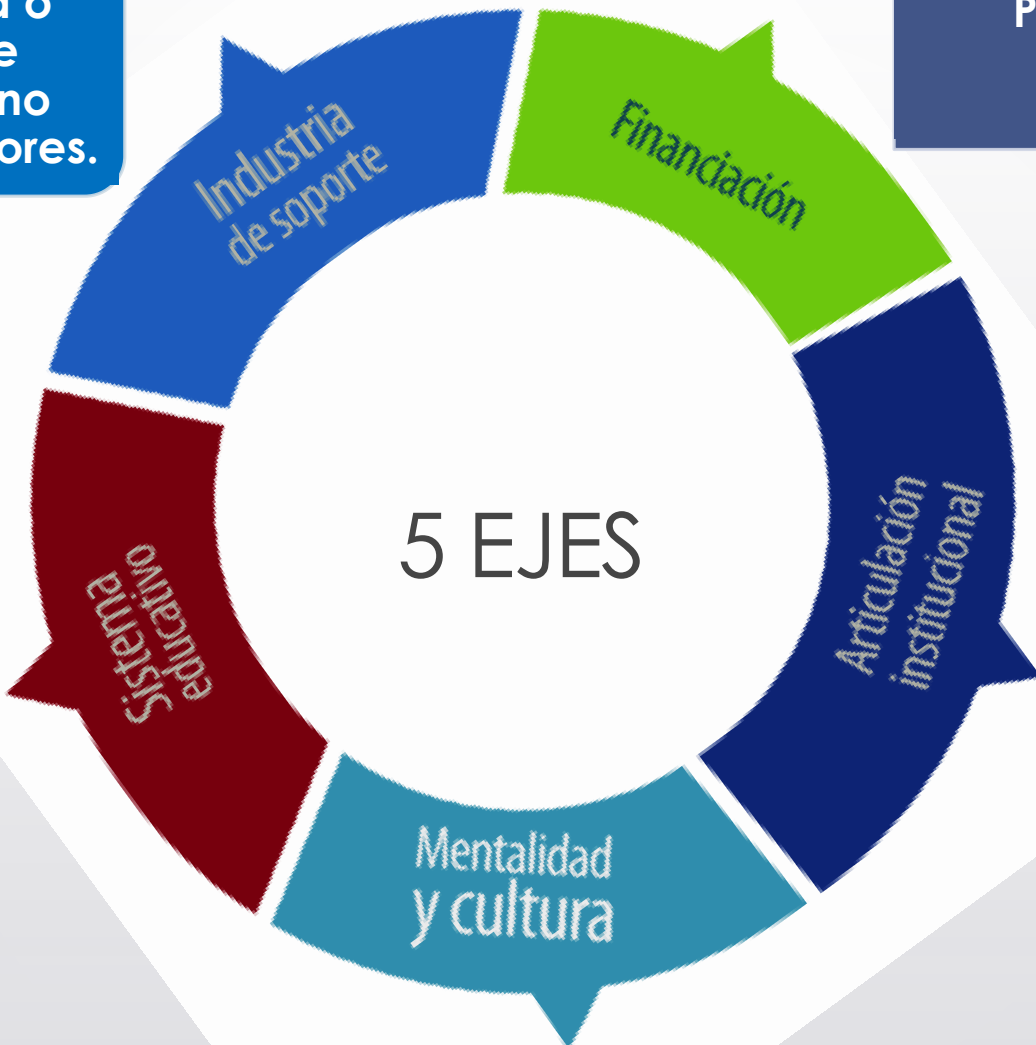 e
no
ores.
P
Industria
de soporte
Financiación
Articulación
institucional
Mentalidad
y cultura
Sistema
educativo
5 EJES